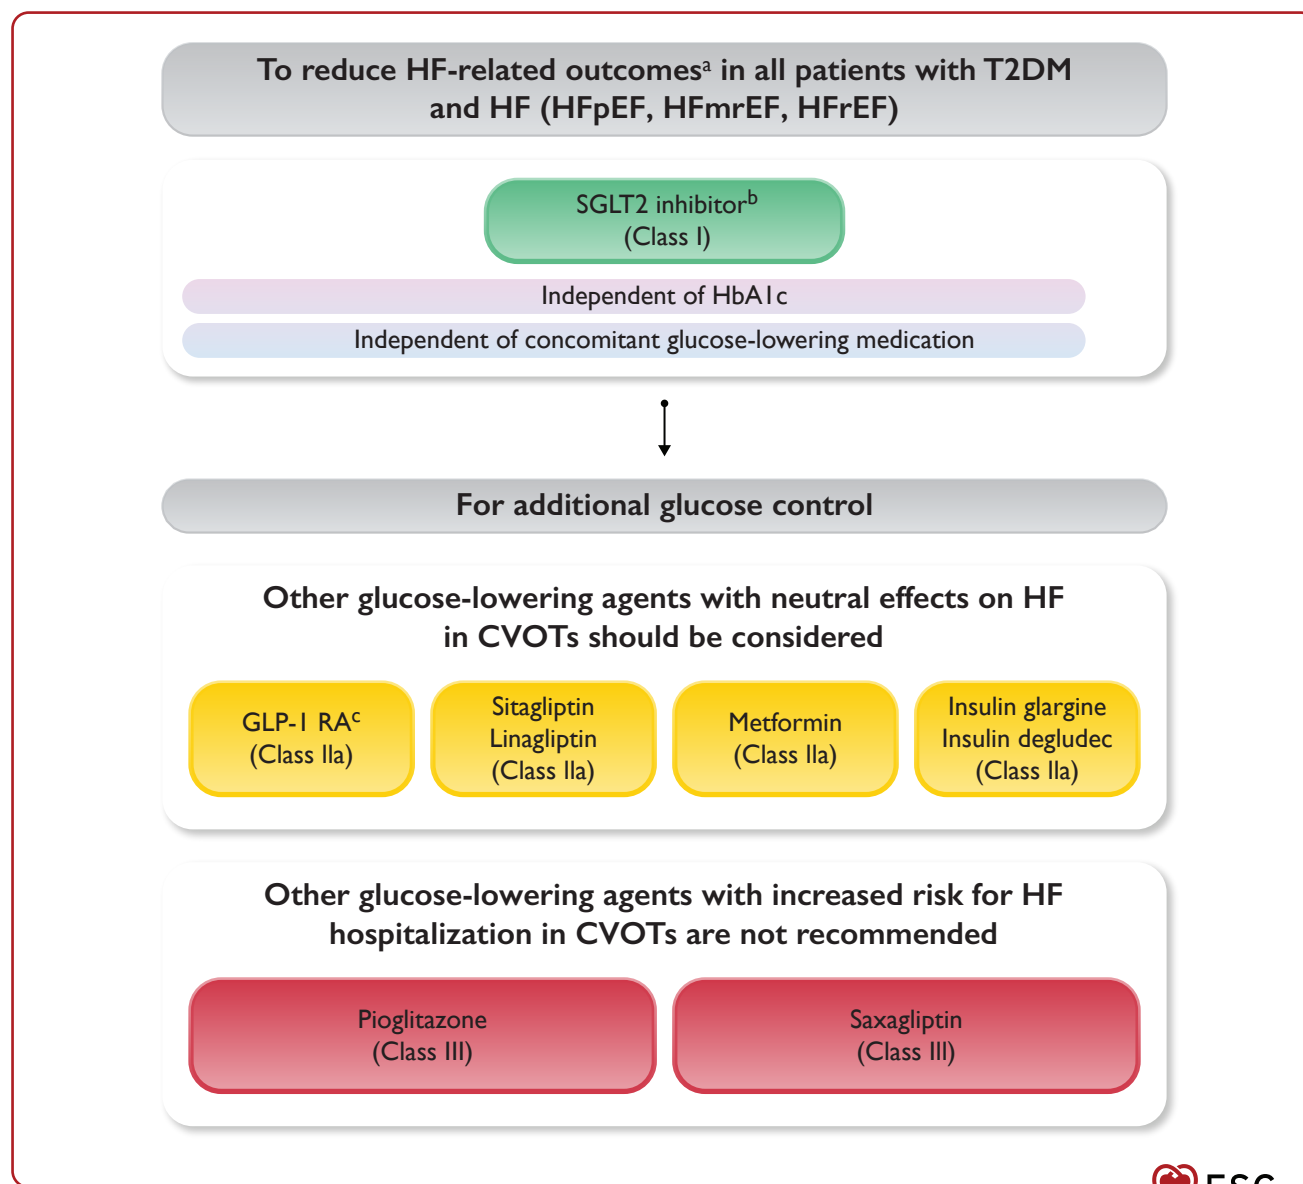 To reduce HF-related outcomesᵃ in all patients with T2DM
and HF (HFpEF, HFmrEF, HFrEF)
SGLT2 inhibitorᵇ
(Class I)
Independent of HbA1c
Independent of concomitant glucose-lowering medication
For additional glucose control
Other glucose-lowering agents with neutral effects on HF
in CVOTs should be considered
GLP-1 RAᶜ
(Class IIa)
Sitagliptin
Linagliptin
(Class IIa)
Metformin
(Class IIa)
Insulin glargine
Insulin degludec
(Class IIa)
Other glucose-lowering agents with increased risk for HF
hospitalization in CVOTs are not recommended
Pioglitazone
(Class III)
Saxagliptin
(Class III)
ESC